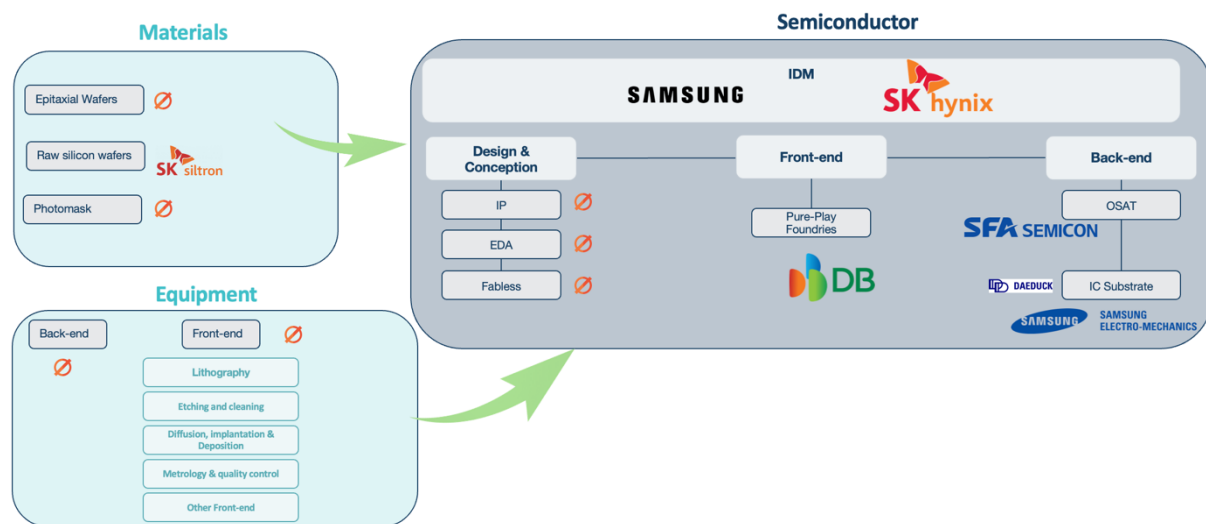 Materials
Epitaxial Wafers
Raw silicon wafers
SK siltron
Photomask
Equipment
Back-end
Front-end
Lithography
Etching and cleaning
Diffusion, implantation &
Deposition
Metrology & quality control
Other Front-end
Semiconductor
IDM
SAMSUNG
SK hynix
Design &
Conception
IP
EDA
Fabless
Front-end
Pure-Play
Foundries
DB
Back-end
OSAT
SFA SEMICON
DAEDUCK
IC Substrate
SAMSUNG
SAMSUNG
ELECTRO-MECHANICS